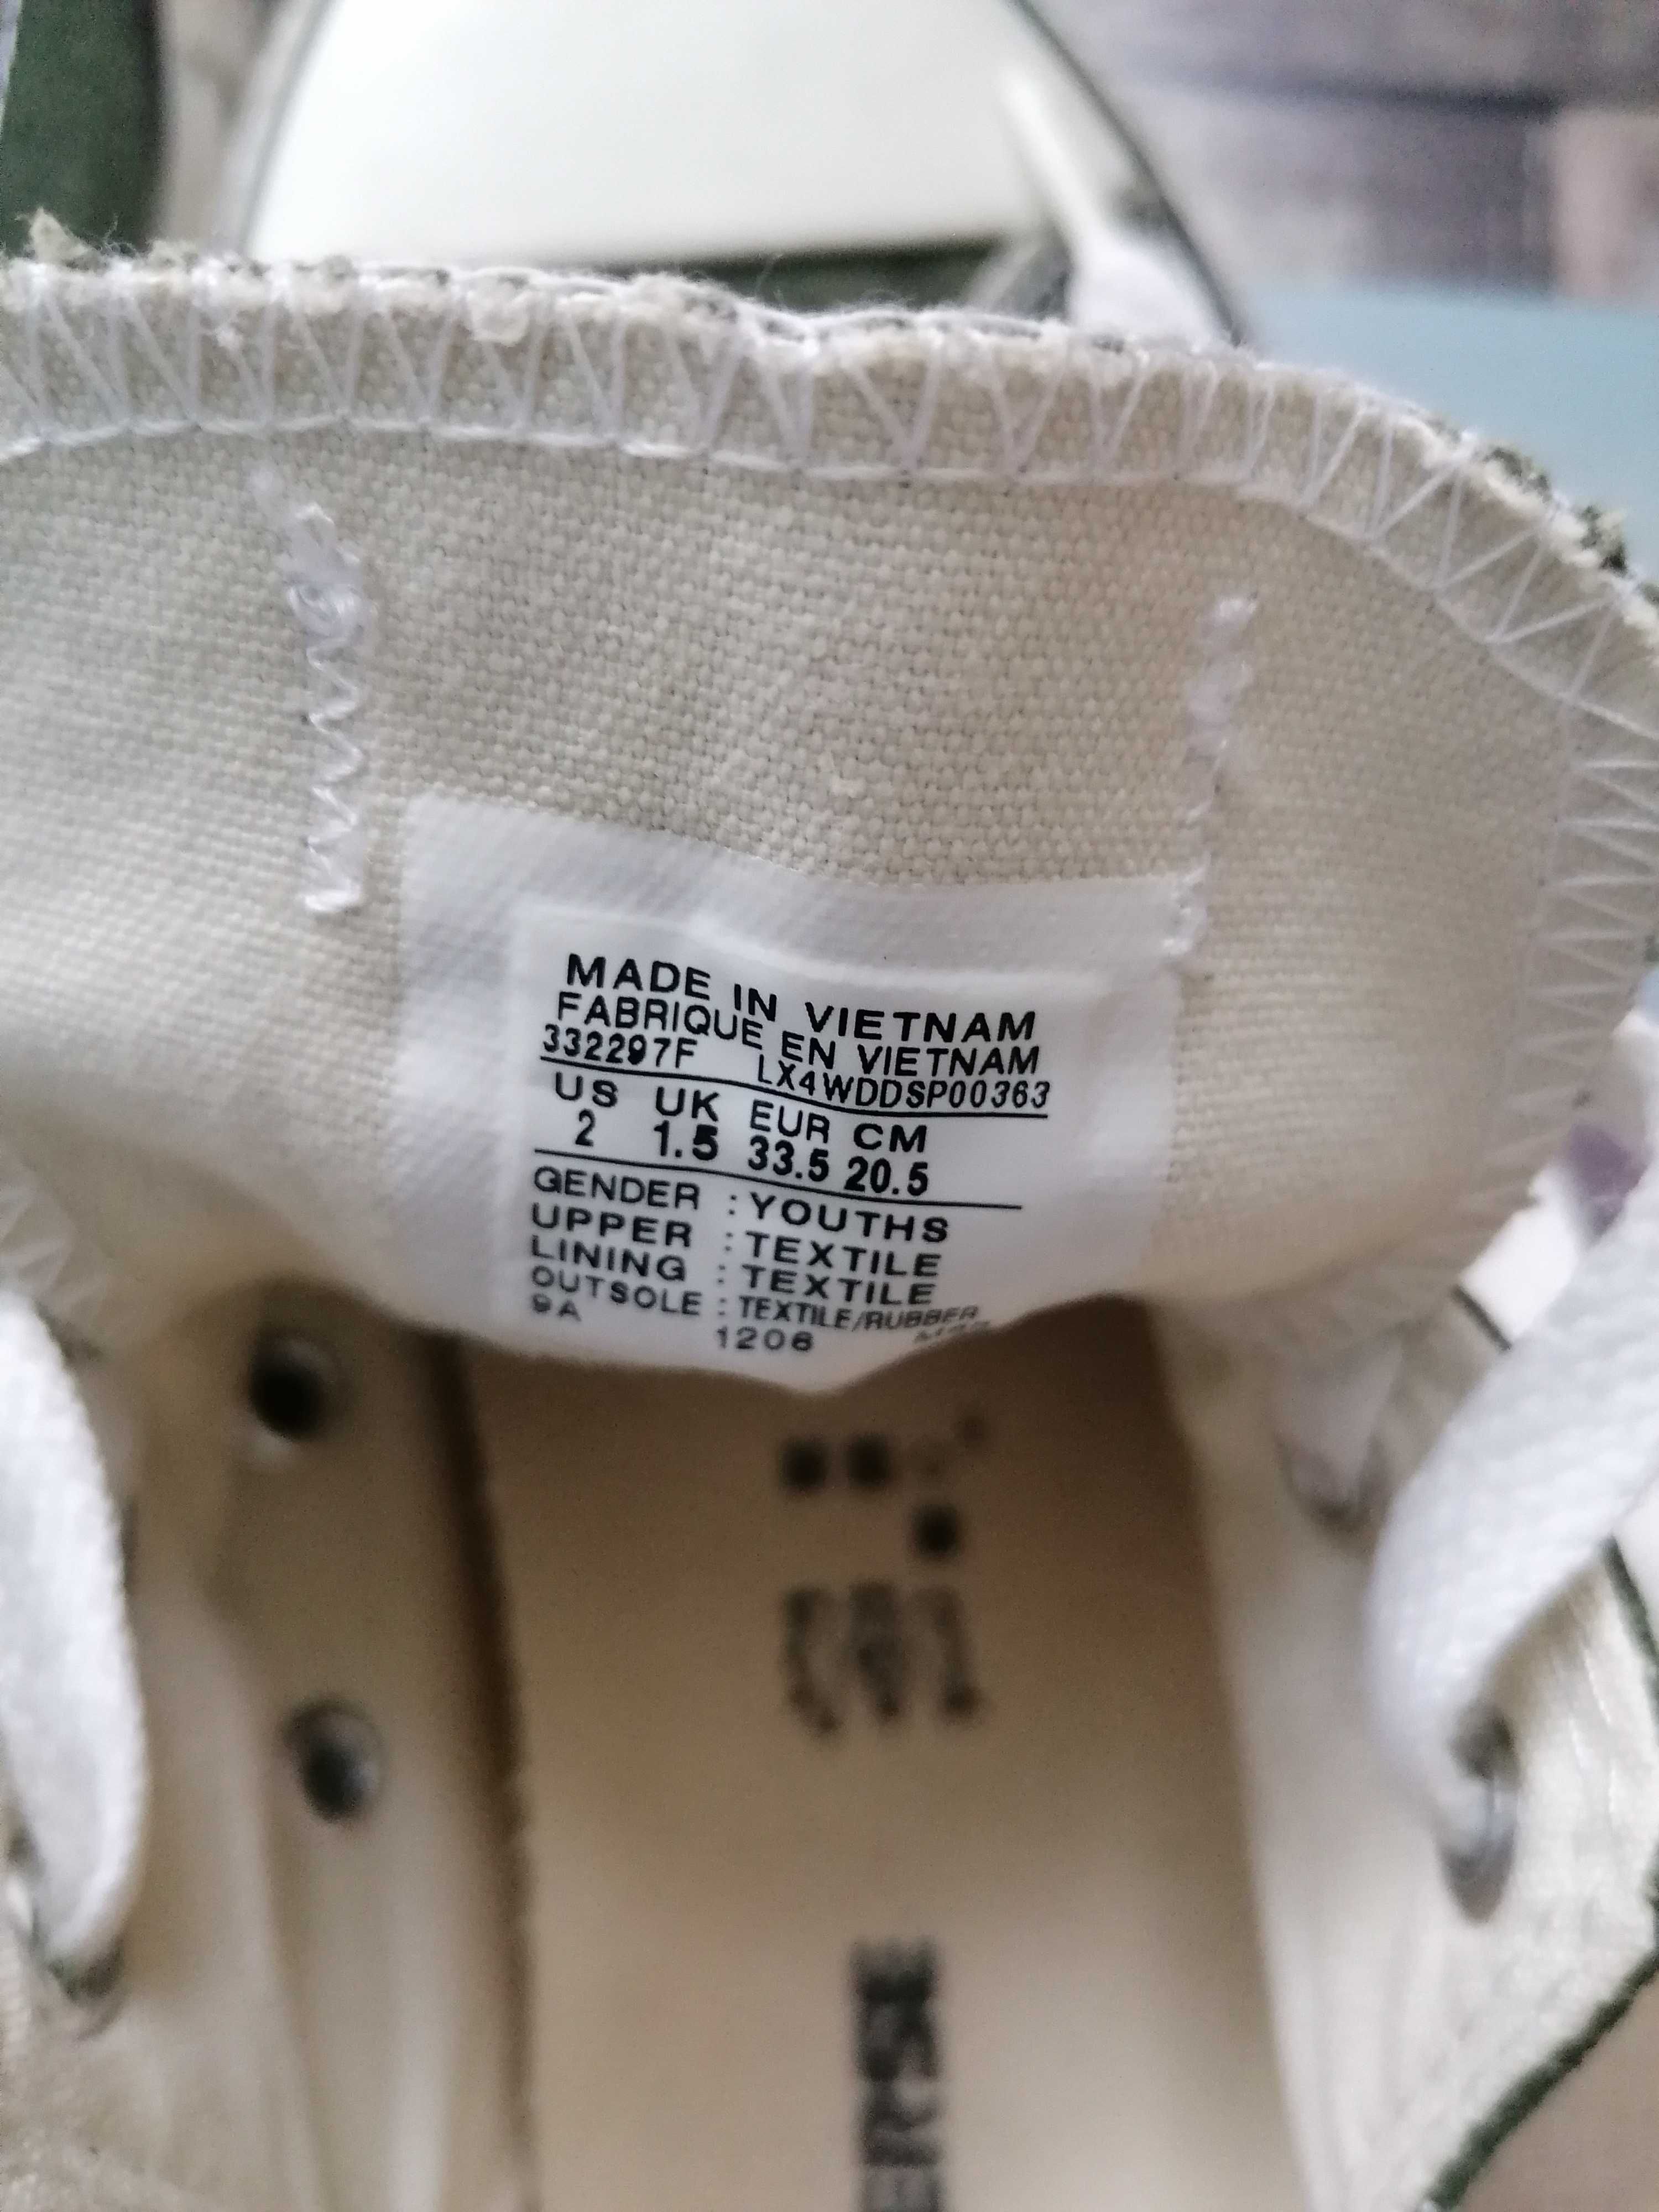 MADE IN VIETNAM
FABRIQUE EN VIETNAM
332297F LX4WDDSP00363
US UK EUR CM
2 1.5 33.5 20.5
GENDER : YOUTHS
UPPER : TEXTILE
LINING : TEXTILE
OUTSOLE : TEXTILE/RUBBER
9A 1206